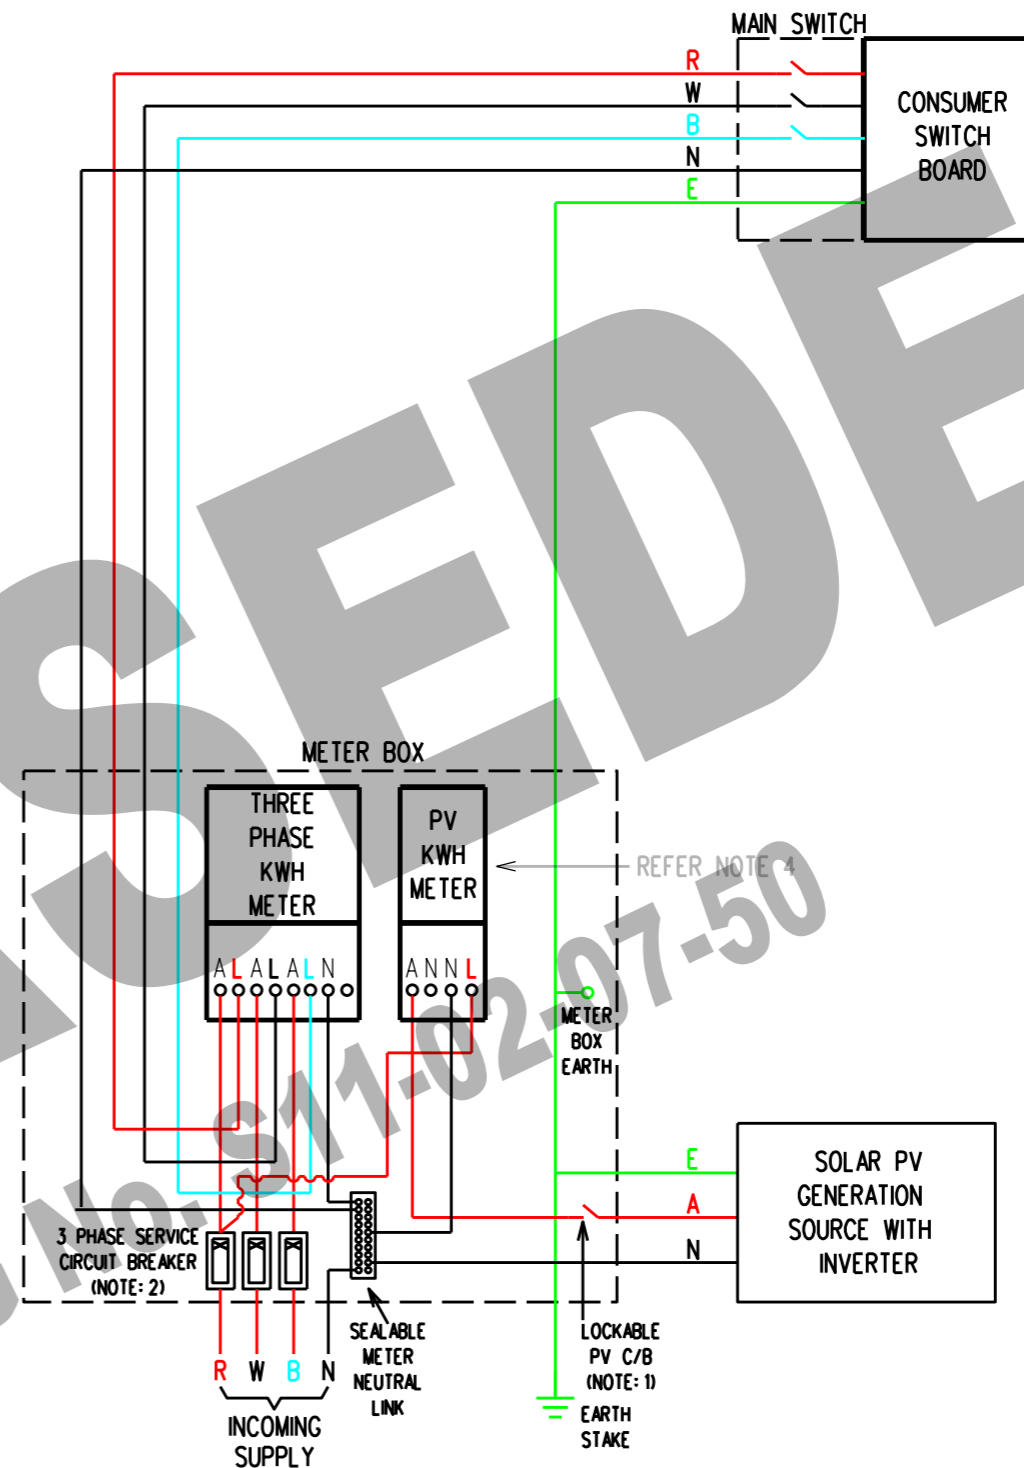 MAIN SWITCH
R
W
B
N
E
CONSUMER
SWITCH
BOARD
METER BOX
THREE
PHASE
KWH
METER
PV
KWH
METER
REFER NOTE 4
A L A L A L N
A N N L
METER
BOX
EARTH
3 PHASE SERVICE
CIRCUIT BREAKER
(NOTE: 2)
E
A
N
SOLAR PV
GENERATION
SOURCE WITH
INVERTER
SEALABLE
METER
NEUTRAL
LINK
LOCKABLE
PV C/B
(NOTE: 1)
EARTH
STAKE
R W B N
INCOMING
SUPPLY
SEDE
No. S11-02-07-50